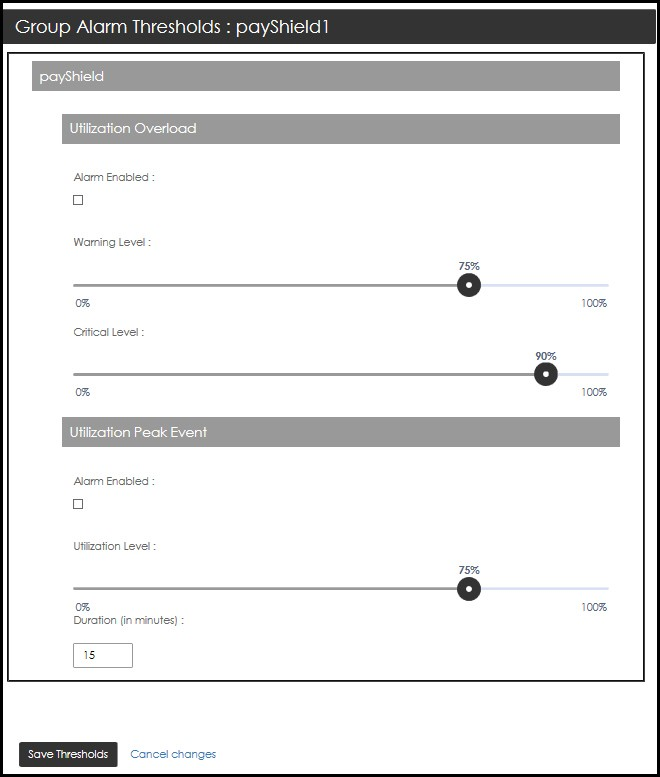 Group Alarm Thresholds : payShield1
payShield
Utilization Overload
Alarm Enabled :
Warning Level :
75%
0% 100%
Critical Level :
90%
0% 100%
Utilization Peak Event
Alarm Enabled :
Utilization Level :
75%
0% 100%
Duration (in minutes) :
15
Save Thresholds Cancel changes